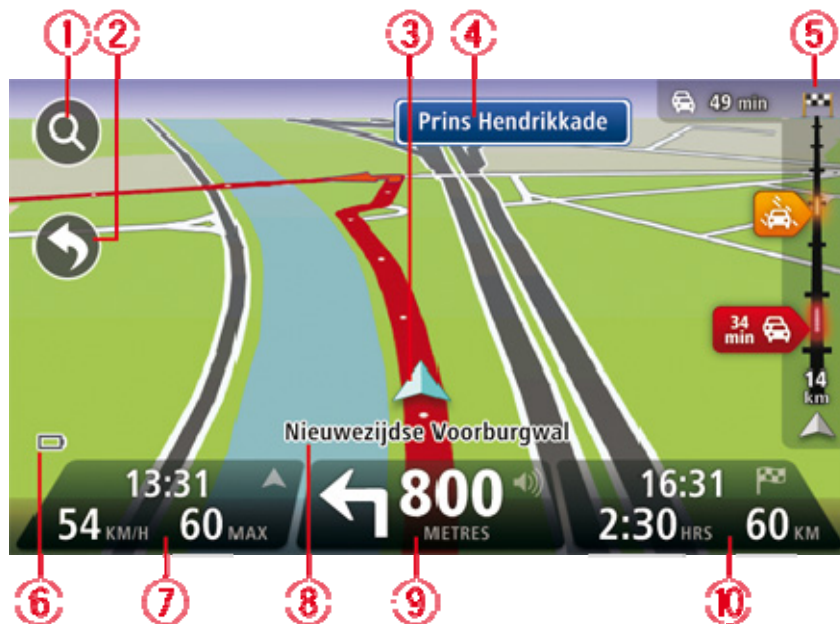 1 2 3 4 5
Prins Hendrikkade
49 min
34 min
14 km
Nieuwezijdse Voorburgwal
13:31
54 KM/H 60 MAX
800
METRES
16:31
2:30 HRS 60 KM
6 7 8 9 10